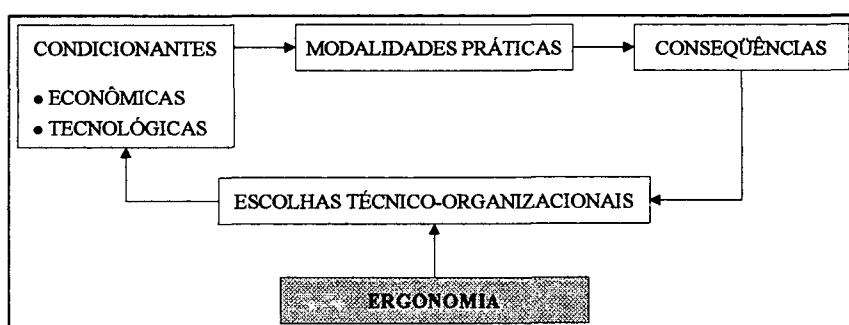 CONDICIONANTES
• ECONÔMICAS
• TECNOLÓGICAS
MODALIDADES PRÁTICAS
CONSEQÜÊNCIAS
ESCOLHAS TÉCNICO-ORGANIZACIONAIS
ERGONOMIA